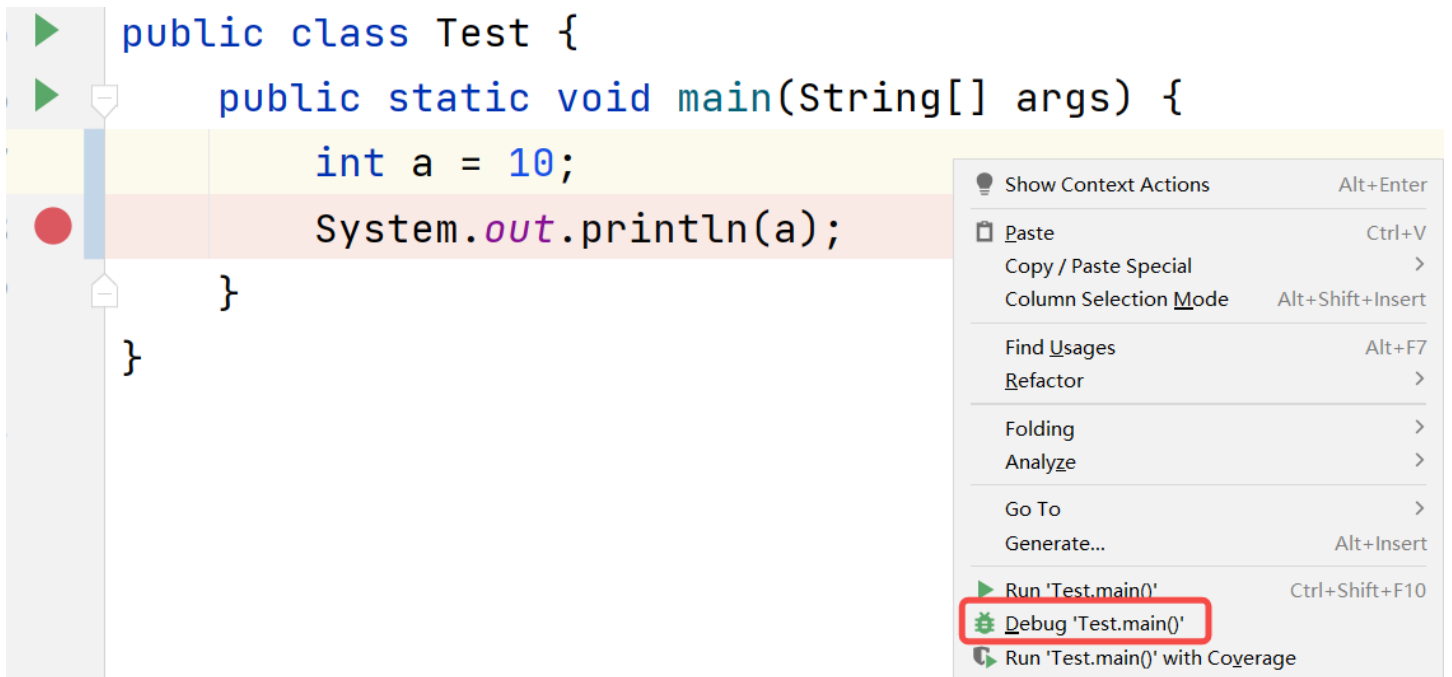 public class Test {
public static void main(String[] args) {
int a = 10;
System.out.println(a);
}
}
Show Context Actions Alt+Enter
Paste Ctrl+V
Copy / Paste Special
Column Selection Mode Alt+Shift+Insert
Find Usages Alt+F7
Refactor
Folding
Analyze
Go To
Generate... Alt+Insert
Run 'Test.main()' Ctrl+Shift+F10
Debug 'Test.main()'
Run 'Test.main()' with Coverage